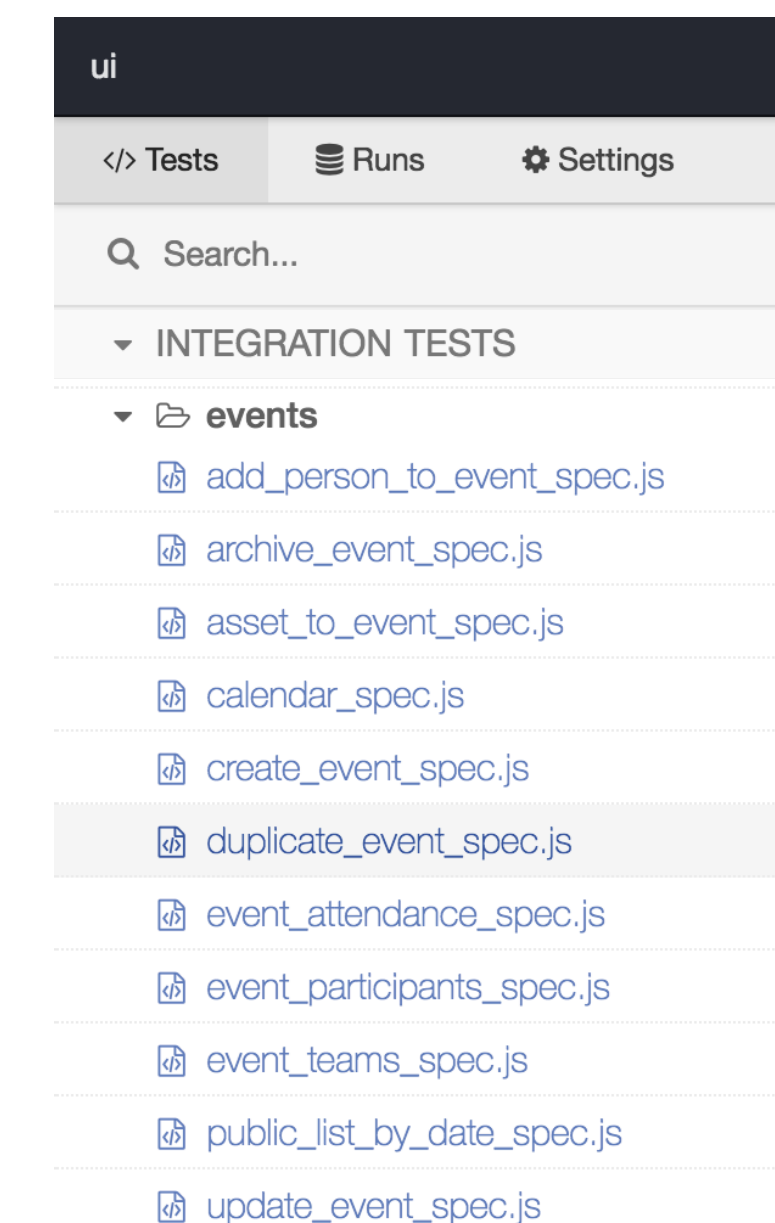 ui
</> Tests Runs Settings
Search...
INTEGRATION TESTS
events
add_person_to_event_spec.js
archive_event_spec.js
asset_to_event_spec.js
calendar_spec.js
create_event_spec.js
duplicate_event_spec.js
event_attendance_spec.js
event_participants_spec.js
event_teams_spec.js
public_list_by_date_spec.js
update_event_spec.js